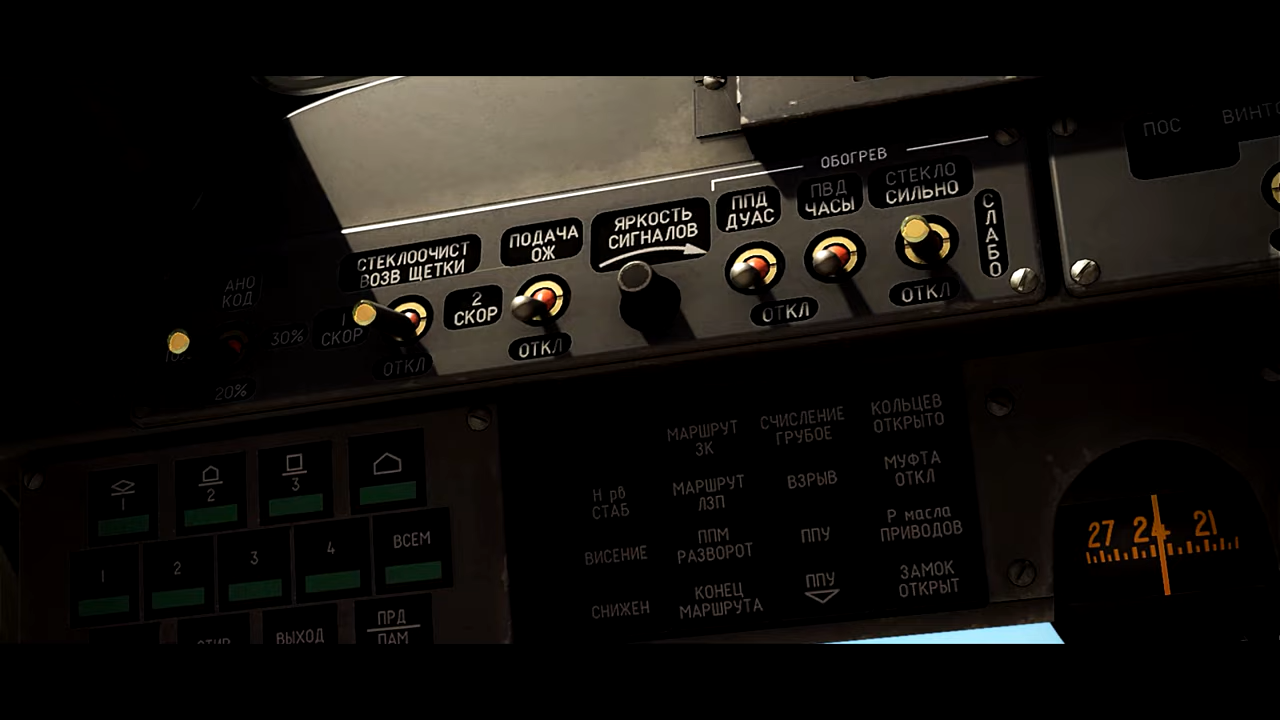 ОБОГРЕВ
ПОС
АНО
КОД
30%
20%
1
СКОР
СТЕКЛООЧИСТ
ВОЗВ ЩЕТКИ
ОТКЛ
2
СКОР
ПОДАЧА
ОЖ
ОТКЛ
ЯРКОСТЬ
СИГНАЛОВ
ППД
ДУАС
ОТКЛ
ПВД
ЧАСЫ
СТЕКЛО
СИЛЬНО
ОТКЛ
СЛАБО
1
2
3
1
2
3
4
ВСЕМ
ВЫХОД
ПРД
ПАМ
МАРШРУТ
ЗК
СЧИСЛЕНИЕ
ГРУБОЕ
КОЛЬЦЕВ
ОТКРЫТО
Н рв
СТАБ
МАРШРУТ
ЛЗП
ВЗРЫВ
МУФТА
ОТКЛ
ВИСЕНИЕ
ППМ
РАЗВОРОТ
ППУ
Р масла
ПРИВОДОВ
СНИЖЕН
КОНЕЦ
МАРШРУТА
ППУ
ЗАМОК
ОТКРЫТ
27 24 21